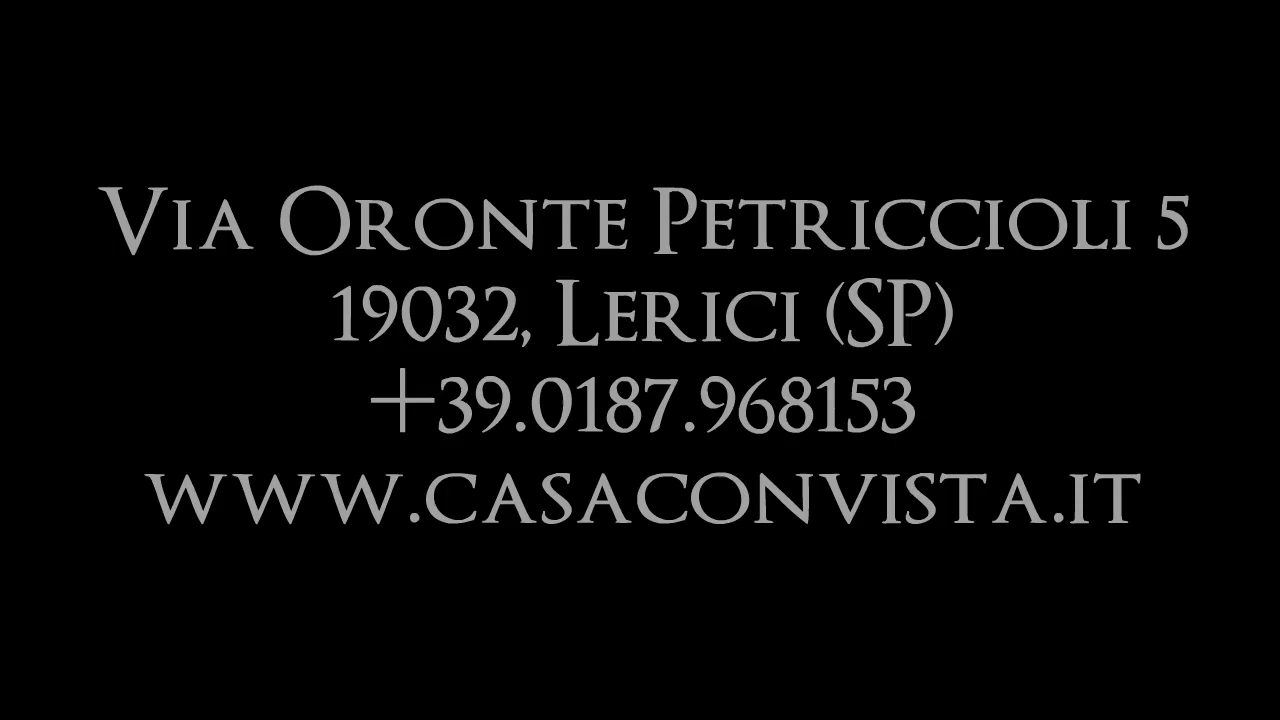 Via Oronte Petriccioli 5
19032, Lerici (SP)
+39.0187.968153
www.casaconvista.it